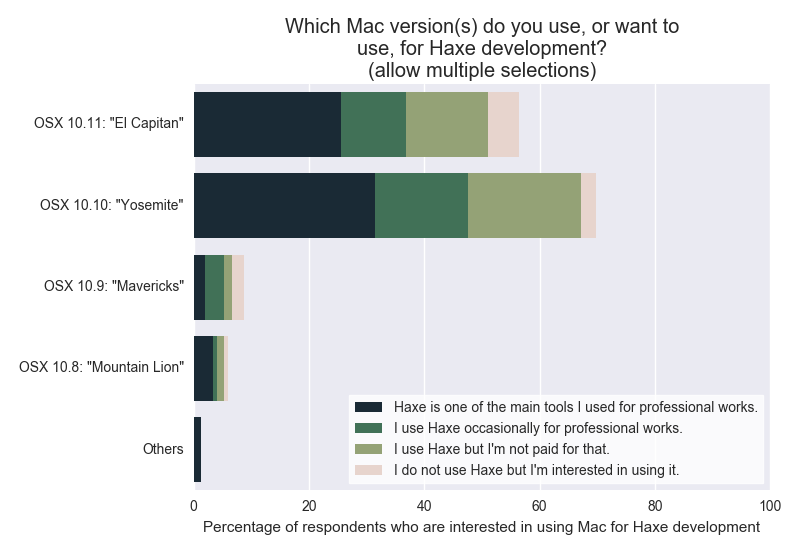 Which Mac version(s) do you use, or want to
use, for Haxe development?
(allow multiple selections)
OSX 10.11: "El Capitan"
OSX 10.10: "Yosemite"
OSX 10.9: "Mavericks"
OSX 10.8: "Mountain Lion"
Others
Haxe is one of the main tools I used for professional works.
I use Haxe occasionally for professional works.
I use Haxe but I'm not paid for that.
I do not use Haxe but I'm interested in using it.
0 20 40 60 80 100
Percentage of respondents who are interested in using Mac for Haxe development